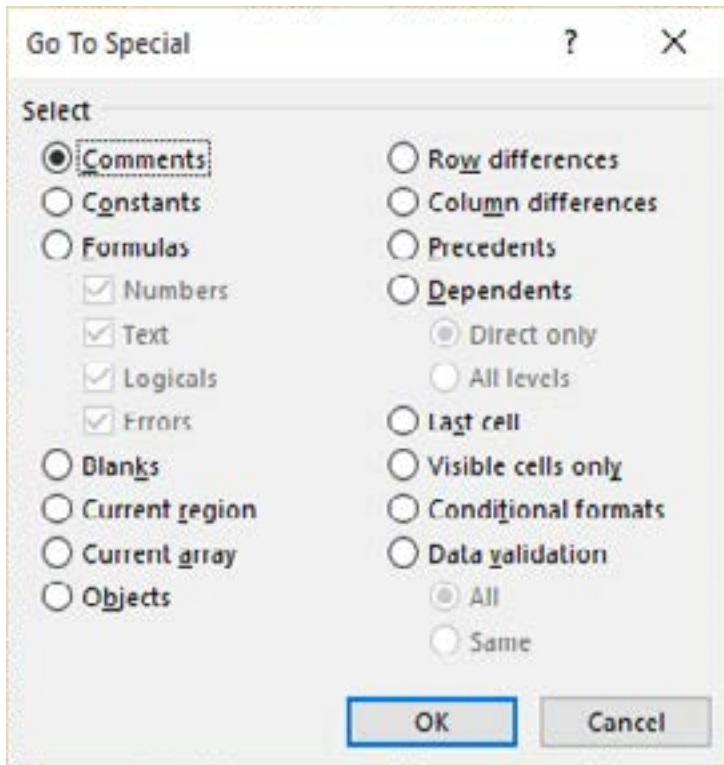 Go To Special ? X
Select
Comments
Constants
Formulas
Numbers
Text
Logicals
Errors
Blanks
Current region
Current array
Objects
Row differences
Column differences
Precedents
Dependents
Direct only
All levels
Last cell
Visible cells only
Conditional formats
Data validation
All
Same
OK
Cancel